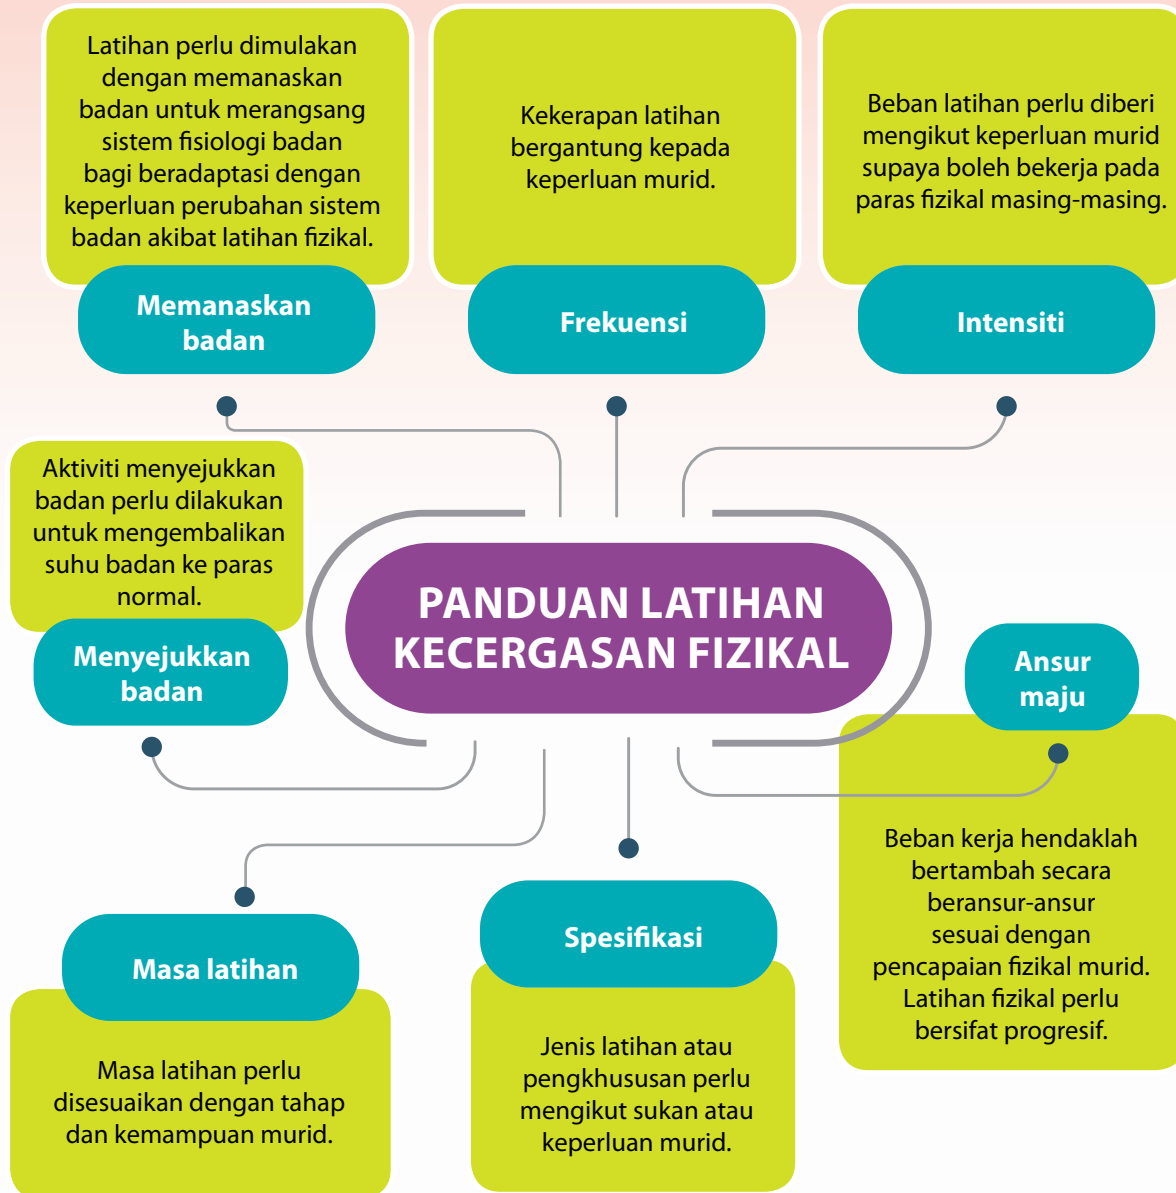 Latihan perlu dimulakan
dengan memanaskan
badan untuk merangsang
sistem fisiologi badan
bagi beradaptasi dengan
keperluan perubahan sistem
badan akibat latihan fizikal.
Memanaskan
badan
Kekerapan latihan
bergantung kepada
keperluan murid.
Frekuensi
Beban latihan perlu diberi
mengikut keperluan murid
supaya boleh bekerja pada
paras fizikal masing-masing.
Intensiti
Aktiviti menyejukkan
badan perlu dilakukan
untuk mengembalikan
suhu badan ke paras
normal.
Menyejukkan
badan
PANDUAN LATIHAN
KECERGASAN FIZIKAL
Ansur
maju
Beban kerja hendaklah
bertambah secara
beransur-ansur
sesuai dengan
pencapaian fizikal murid.
Latihan fizikal perlu
bersifat progresif.
Masa latihan
Masa latihan perlu
disesuaikan dengan tahap
dan kemampuan murid.
Spesifikasi
Jenis latihan atau
pengkhususan perlu
mengikut sukan atau
keperluan murid.